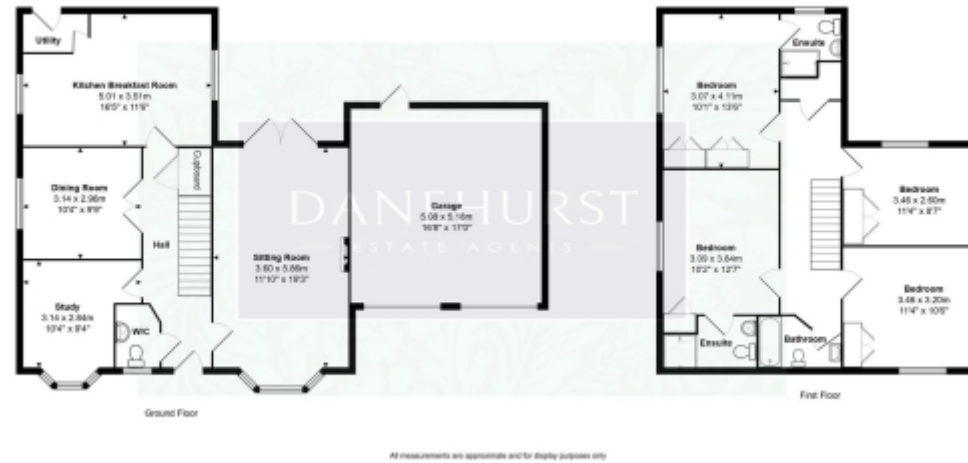 Utility
Kitchen Breakfast Room
5.01 x 3.51m
16'5" x 11'6"
Dining Room
3.14 x 2.98m
10'4" x 9'9"
Cupboard
Hall
Study
3.14 x 2.84m
10'4" x 9'4"
WC
Sitting Room
3.60 x 5.86m
11'10" x 19'3"
Garage
5.08 x 5.18m
16'8" x 17'0"
DANEHURST
ESTATE AGENTS
Ground Floor
Bedroom
3.07 x 4.11m
10'1" x 13'6"
Ensuite
Bedroom
3.09 x 3.84m
10'2" x 12'7"
Ensuite
Bathroom
Bedroom
3.46 x 2.60m
11'4" x 8'7"
Bedroom
3.46 x 3.20m
11'4" x 10'6"
First Floor
All measurements are approximate and for display purposes only